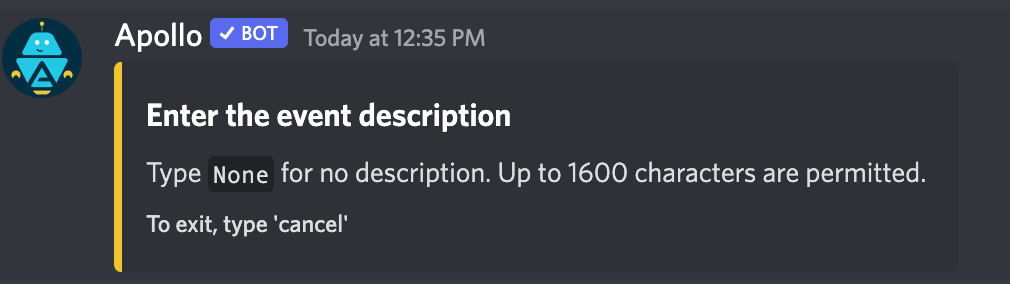 Apollo ✓ BOT Today at 12:35 PM
Enter the event description
Type None for no description. Up to 1600 characters are permitted.
To exit, type 'cancel'